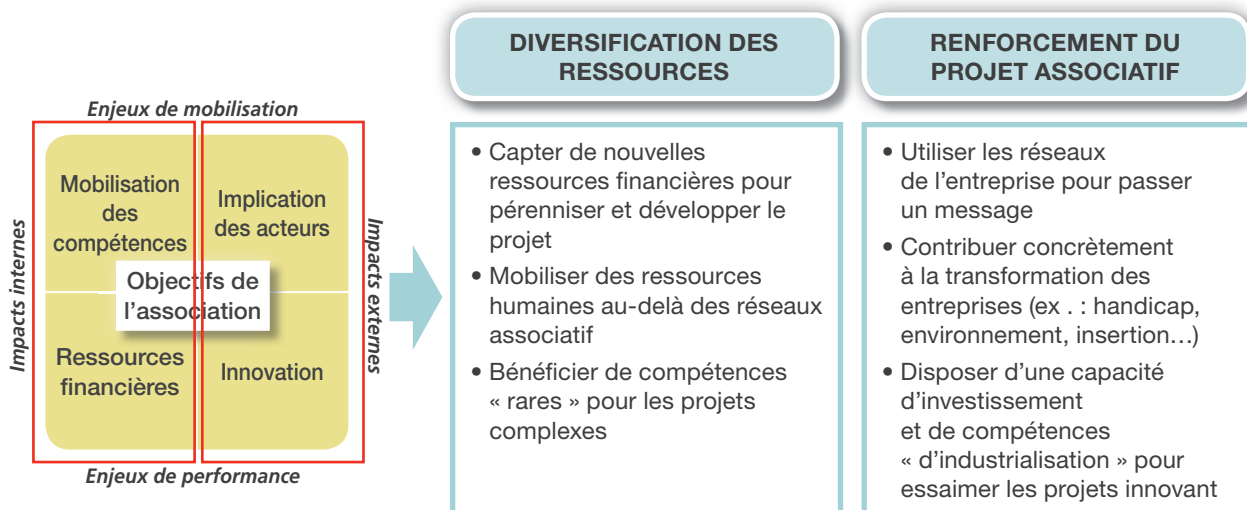 Enjeux de mobilisation
Impacts internes
Mobilisation
des
compétences
Implication
des acteurs
Objectifs de
l'association
Ressources
financières
Innovation
Impacts externes
Enjeux de performance
DIVERSIFICATION DES
RESSOURCES
• Capter de nouvelles
ressources financières pour
pérenniser et développer le
projet
• Mobiliser des ressources
humaines au-delà des réseaux
associatif
• Bénéficier de compétences
« rares » pour les projets
complexes
RENFORCEMENT DU
PROJET ASSOCIATIF
• Utiliser les réseaux
de l'entreprise pour passer
un message
• Contribuer concrètement
à la transformation des
entreprises (ex . : handicap,
environnement, insertion…)
• Disposer d'une capacité
d'investissement
et de compétences
« d'industrialisation » pour
essaimer les projets innovant